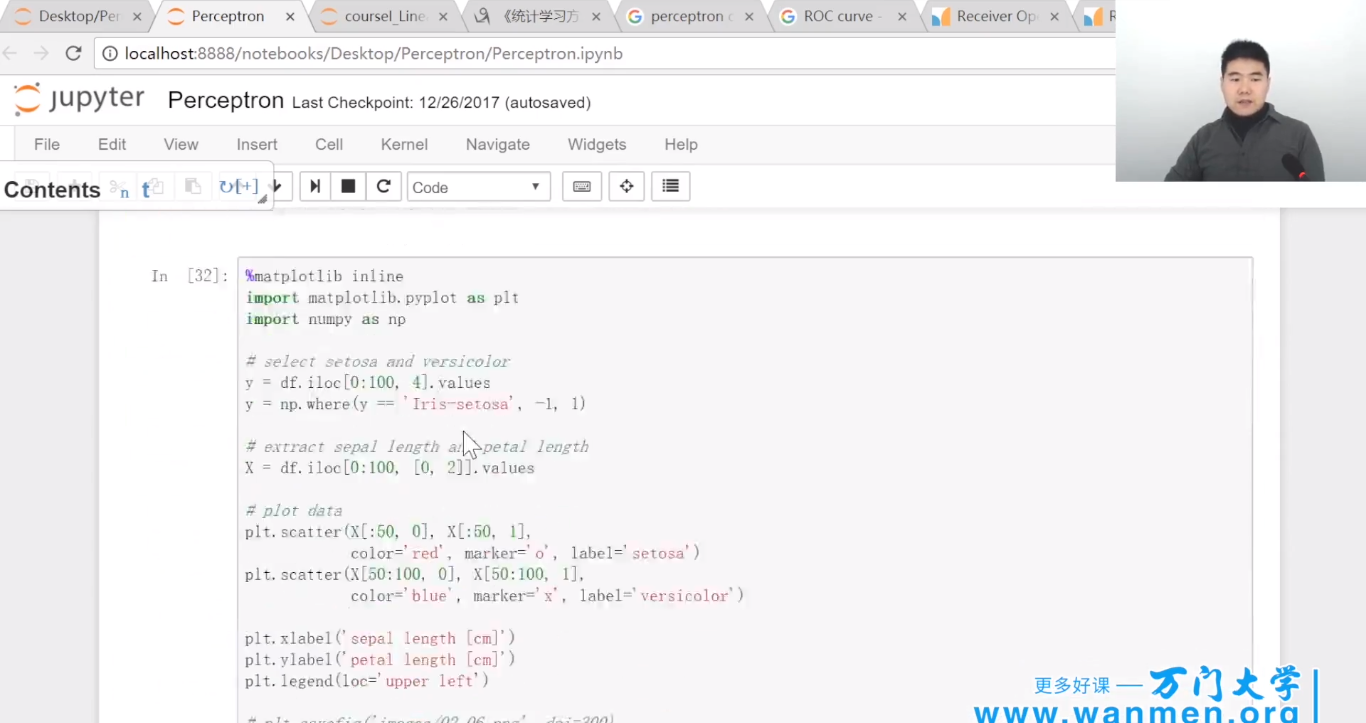 Desktop/Per
Perceptron
coursel_Line
《统计学习方
perceptron
ROC curve -
Receiver Op
localhost:8888/notebooks/Desktop/Perceptron/Perceptron.ipynb
jupyter Perceptron Last Checkpoint: 12/26/2017 (autosaved)
File Edit View Insert Cell Kernel Navigate Widgets Help
Contents n t [+] Code
In [32]:
%matplotlib inline
import matplotlib.pyplot as plt
import numpy as np
# select setosa and versicolor
y = df.iloc[0:100, 4].values
y = np.where(y == 'Iris-setosa', -1, 1)
# extract sepal length and petal length
X = df.iloc[0:100, [0, 2]].values
# plot data
plt.scatter(X[:50, 0], X[:50, 1],
color='red', marker='o', label='setosa')
plt.scatter(X[50:100, 0], X[50:100, 1],
color='blue', marker='x', label='versicolor')
plt.xlabel('sepal length [cm]')
plt.ylabel('petal length [cm]')
plt.legend(loc='upper left')
# plt.savefig('images/02_06.png', dpi=300)
更多好课 — 万门大学
www.wanmen.org